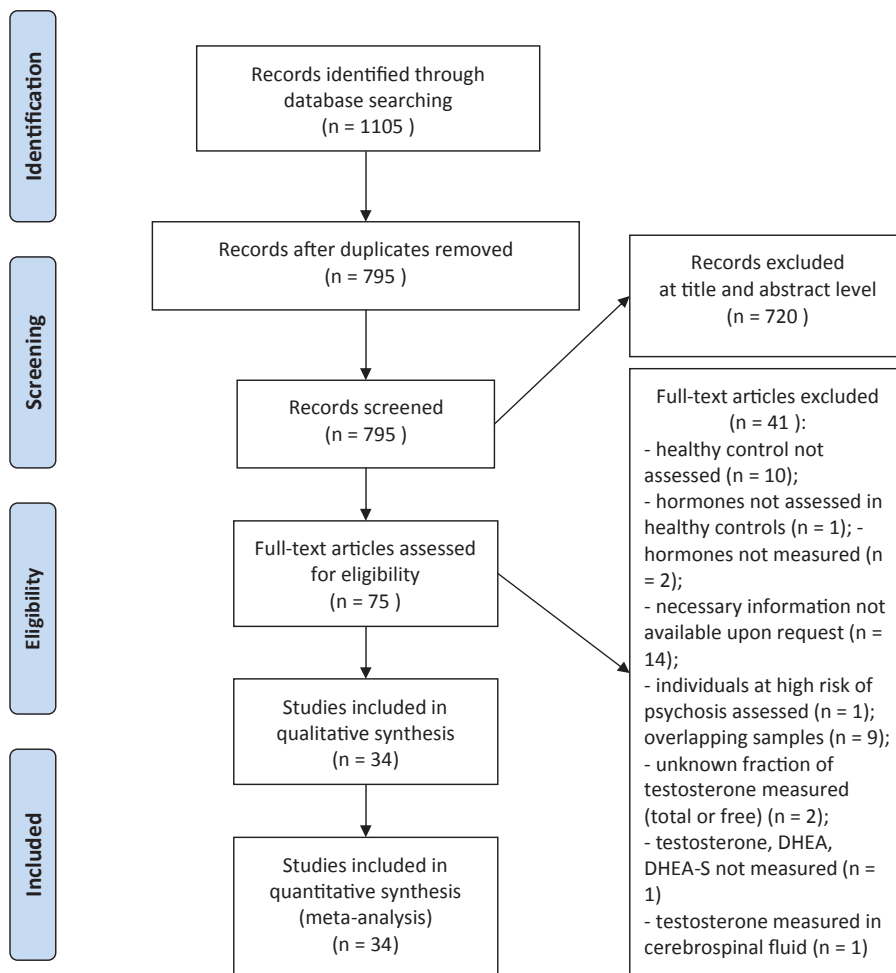 Identification
Records identified through
database searching
(n = 1105 )
Records after duplicates removed
(n = 795 )
Records excluded
at title and abstract level
(n = 720 )
Screening
Records screened
(n = 795 )
Full-text articles excluded
(n = 41 ):
- healthy control not
assessed (n = 10);
- hormones not assessed in
healthy controls (n = 1); -
hormones not measured (n
= 2);
- necessary information not
available upon request (n =
14);
- individuals at high risk of
psychosis assessed (n = 1);
overlapping samples (n = 9);
- unknown fraction of
testosterone measured
(total or free) (n = 2);
- testosterone, DHEA,
DHEA-S not measured (n =
1)
- testosterone measured in
cerebrospinal fluid (n = 1)
Eligibility
Full-text articles assessed
for eligibility
(n = 75 )
Studies included in
qualitative synthesis
(n = 34)
Included
Studies included in
quantitative synthesis
(meta-analysis)
(n = 34)